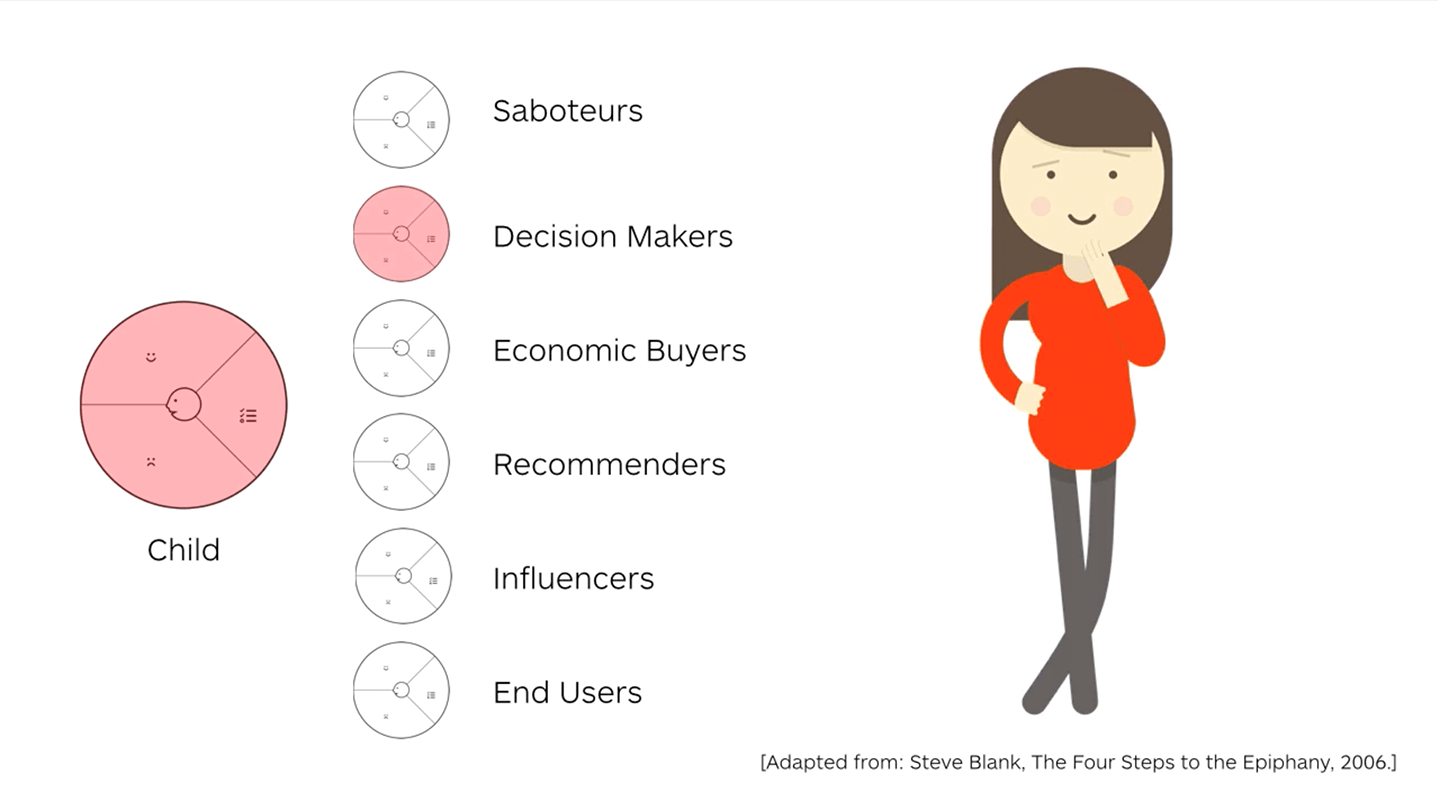 Saboteurs
Decision Makers
Economic Buyers
Recommenders
Influencers
End Users
Child
[Adapted from: Steve Blank, The Four Steps to the Epiphany, 2006.]